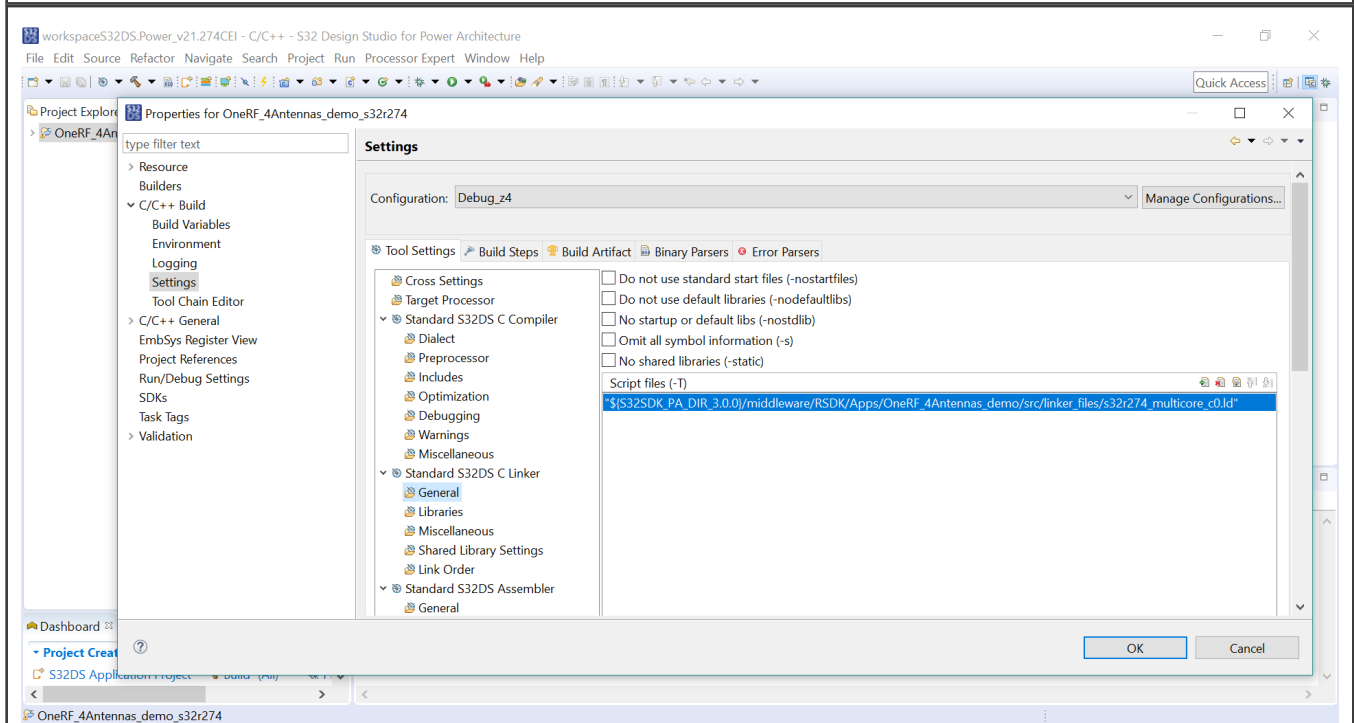 workspaceS32DS.Power_v21.274CEI - C/C++ - S32 Design Studio for Power Architecture
File Edit Source Refactor Navigate Search Project Run Processor Expert Window Help
Quick Access
Project Explore
OneRF_4An
Properties for OneRF_4Antennas_demo_s32r274
type filter text
Resource
Builders
C/C++ Build
Build Variables
Environment
Logging
Settings
Tool Chain Editor
C/C++ General
EmbSys Register View
Project References
Run/Debug Settings
SDKs
Task Tags
Validation
Settings
Configuration: Debug_z4
Manage Configurations...
Tool Settings Build Steps Build Artifact Binary Parsers Error Parsers
Cross Settings
Target Processor
Standard S32DS C Compiler
Dialect
Preprocessor
Includes
Optimization
Debugging
Warnings
Miscellaneous
Standard S32DS C Linker
General
Libraries
Miscellaneous
Shared Library Settings
Link Order
Standard S32DS Assembler
General
Do not use standard start files (-nostartfiles)
Do not use default libraries (-nodefaultlibs)
No startup or default libs (-nostdlib)
Omit all symbol information (-s)
No shared libraries (-static)
Script files (-T)
"${S32SDK_PA_DIR_3.0.0}/middleware/RSDK/Apps/OneRF_4Antennas_demo/src/linker_files/s32r274_multicore_c0.ld"
OK Cancel
Dashboard
Project Creat
S32DS Application Project Build (All)
OneRF_4Antennas_demo_s32r274